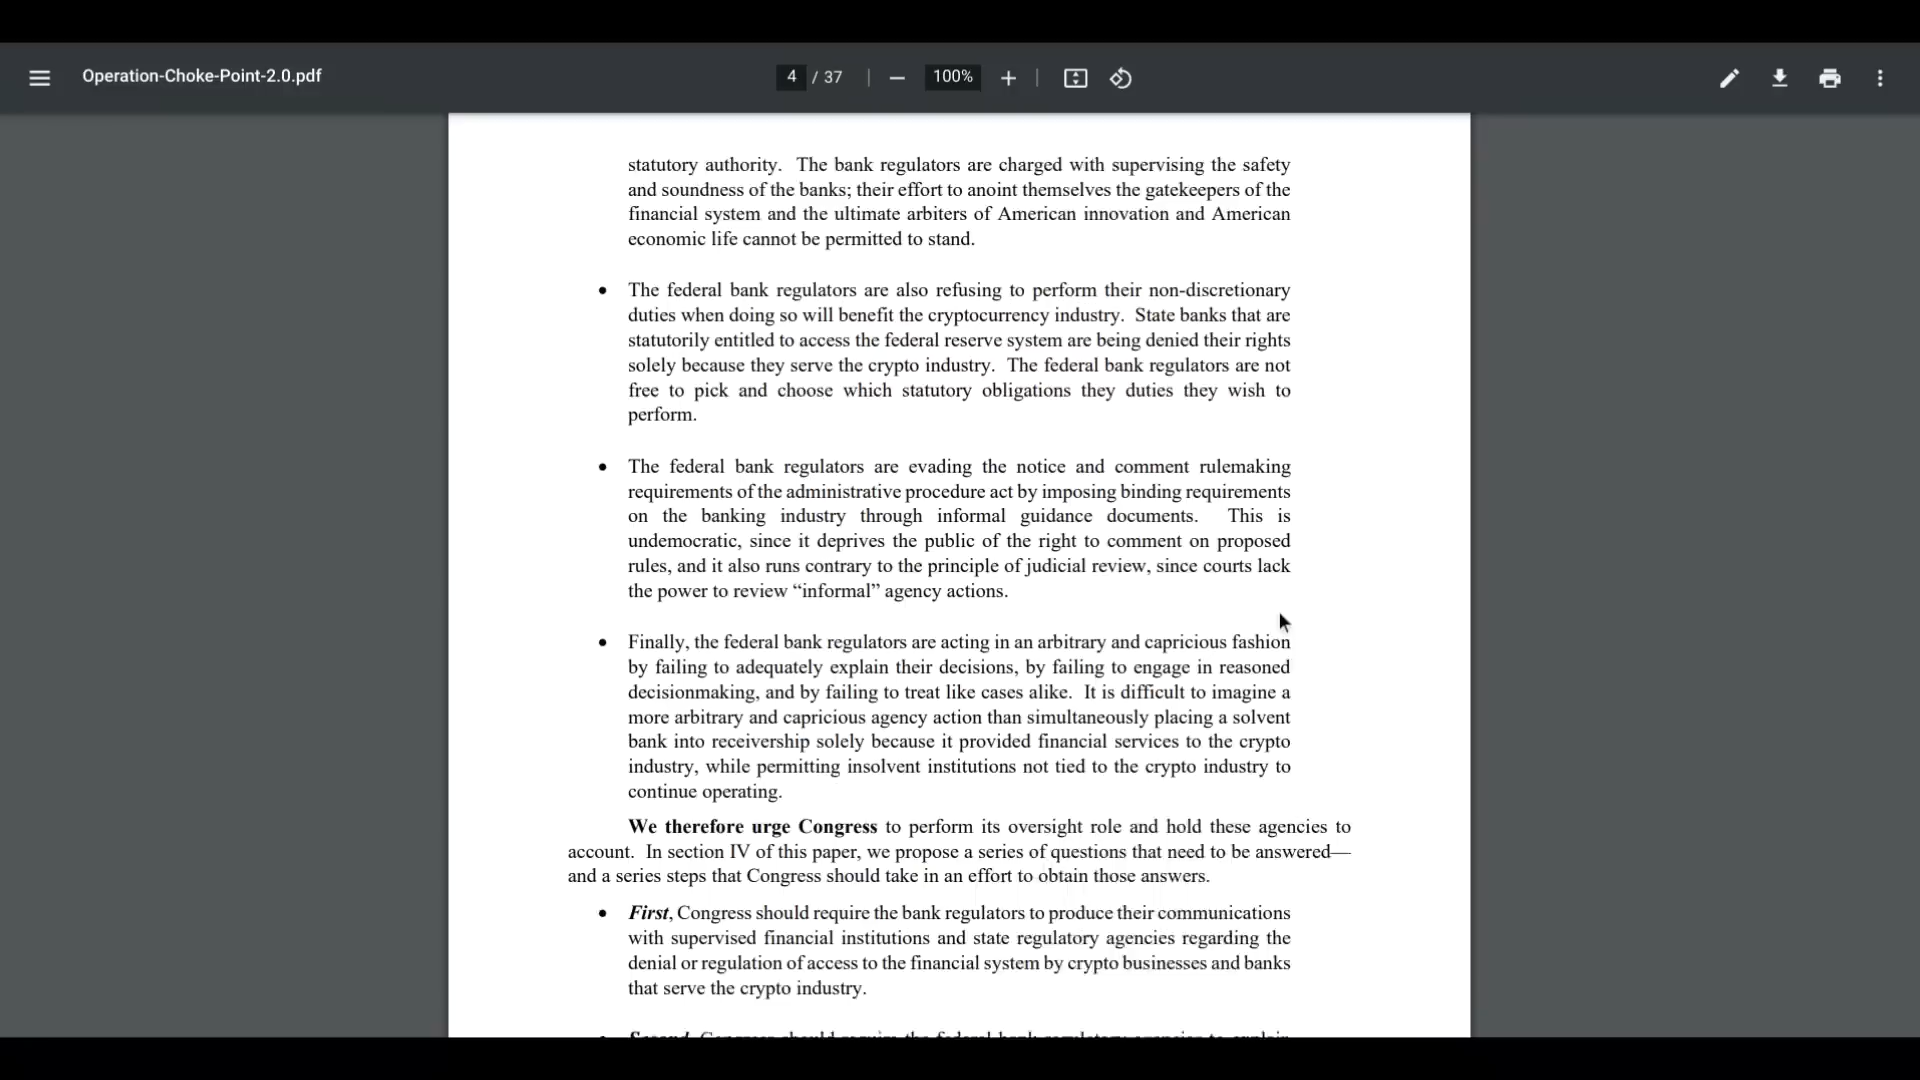 Operation-Choke-Point-2.0.pdf
4 / 37
100%
statutory authority. The bank regulators are charged with supervising the safety
and soundness of the banks; their effort to anoint themselves the gatekeepers of the
financial system and the ultimate arbiters of American innovation and American
economic life cannot be permitted to stand.
• The federal bank regulators are also refusing to perform their non-discretionary
duties when doing so will benefit the cryptocurrency industry. State banks that are
statutorily entitled to access the federal reserve system are being denied their rights
solely because they serve the crypto industry. The federal bank regulators are not
free to pick and choose which statutory obligations they duties they wish to
perform.
• The federal bank regulators are evading the notice and comment rulemaking
requirements of the administrative procedure act by imposing binding requirements
on the banking industry through informal guidance documents. This is
undemocratic, since it deprives the public of the right to comment on proposed
rules, and it also runs contrary to the principle of judicial review, since courts lack
the power to review “informal” agency actions.
• Finally, the federal bank regulators are acting in an arbitrary and capricious fashion
by failing to adequately explain their decisions, by failing to engage in reasoned
decisionmaking, and by failing to treat like cases alike. It is difficult to imagine a
more arbitrary and capricious agency action than simultaneously placing a solvent
bank into receivership solely because it provided financial services to the crypto
industry, while permitting insolvent institutions not tied to the crypto industry to
continue operating.
We therefore urge Congress to perform its oversight role and hold these agencies to
account. In section IV of this paper, we propose a series of questions that need to be answered—
and a series steps that Congress should take in an effort to obtain those answers.
• First, Congress should require the bank regulators to produce their communications
with supervised financial institutions and state regulatory agencies regarding the
denial or regulation of access to the financial system by crypto businesses and banks
that serve the crypto industry.
Second, Congress should require the federal bank regulatory agencies to explain